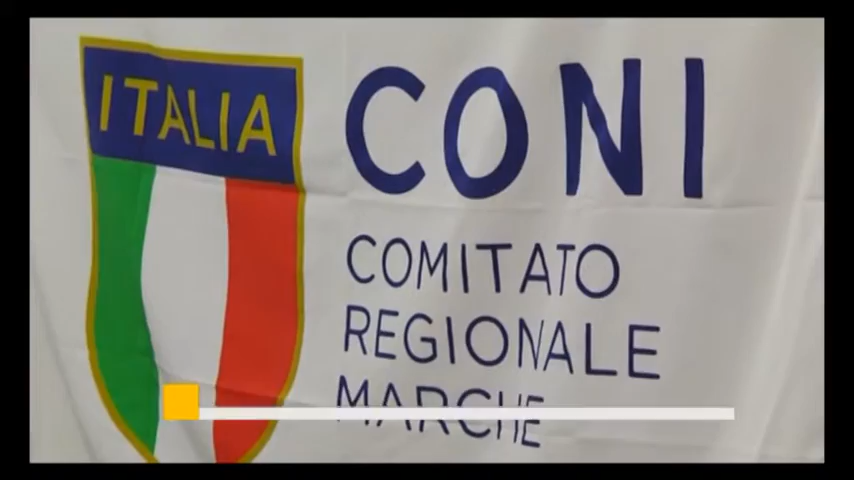 ITALIA
CONI
COMITATO
REGIONALE
MARCHE